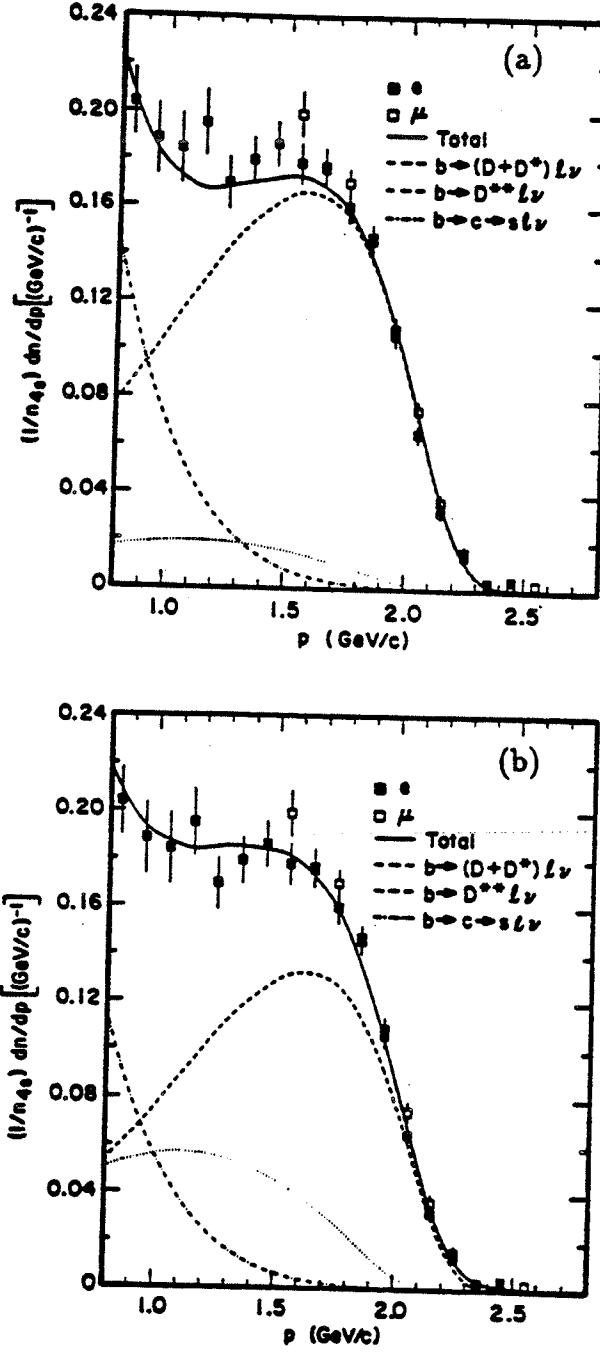 0.24
(a)
■ e
0.20
□ μ
Total
b→(D+D*)ℓν
0.16
b→D**ℓν
b→c→sℓν
(1/n4s) dn/dp[(GeV/c)-1]
0.12
0.08
0.04
0
1.0 1.5 2.0 2.5
p (GeV/c)
0.24
(b)
■ e
0.20
□ μ
Total
b→(D+D*)ℓν
b→D**ℓν
0.16
b→c→sℓν
(1/n4s) dn/dp[(GeV/c)-1]
0.12
0.08
0.04
0
1.0 1.5 2.0 2.5
p (GeV/c)